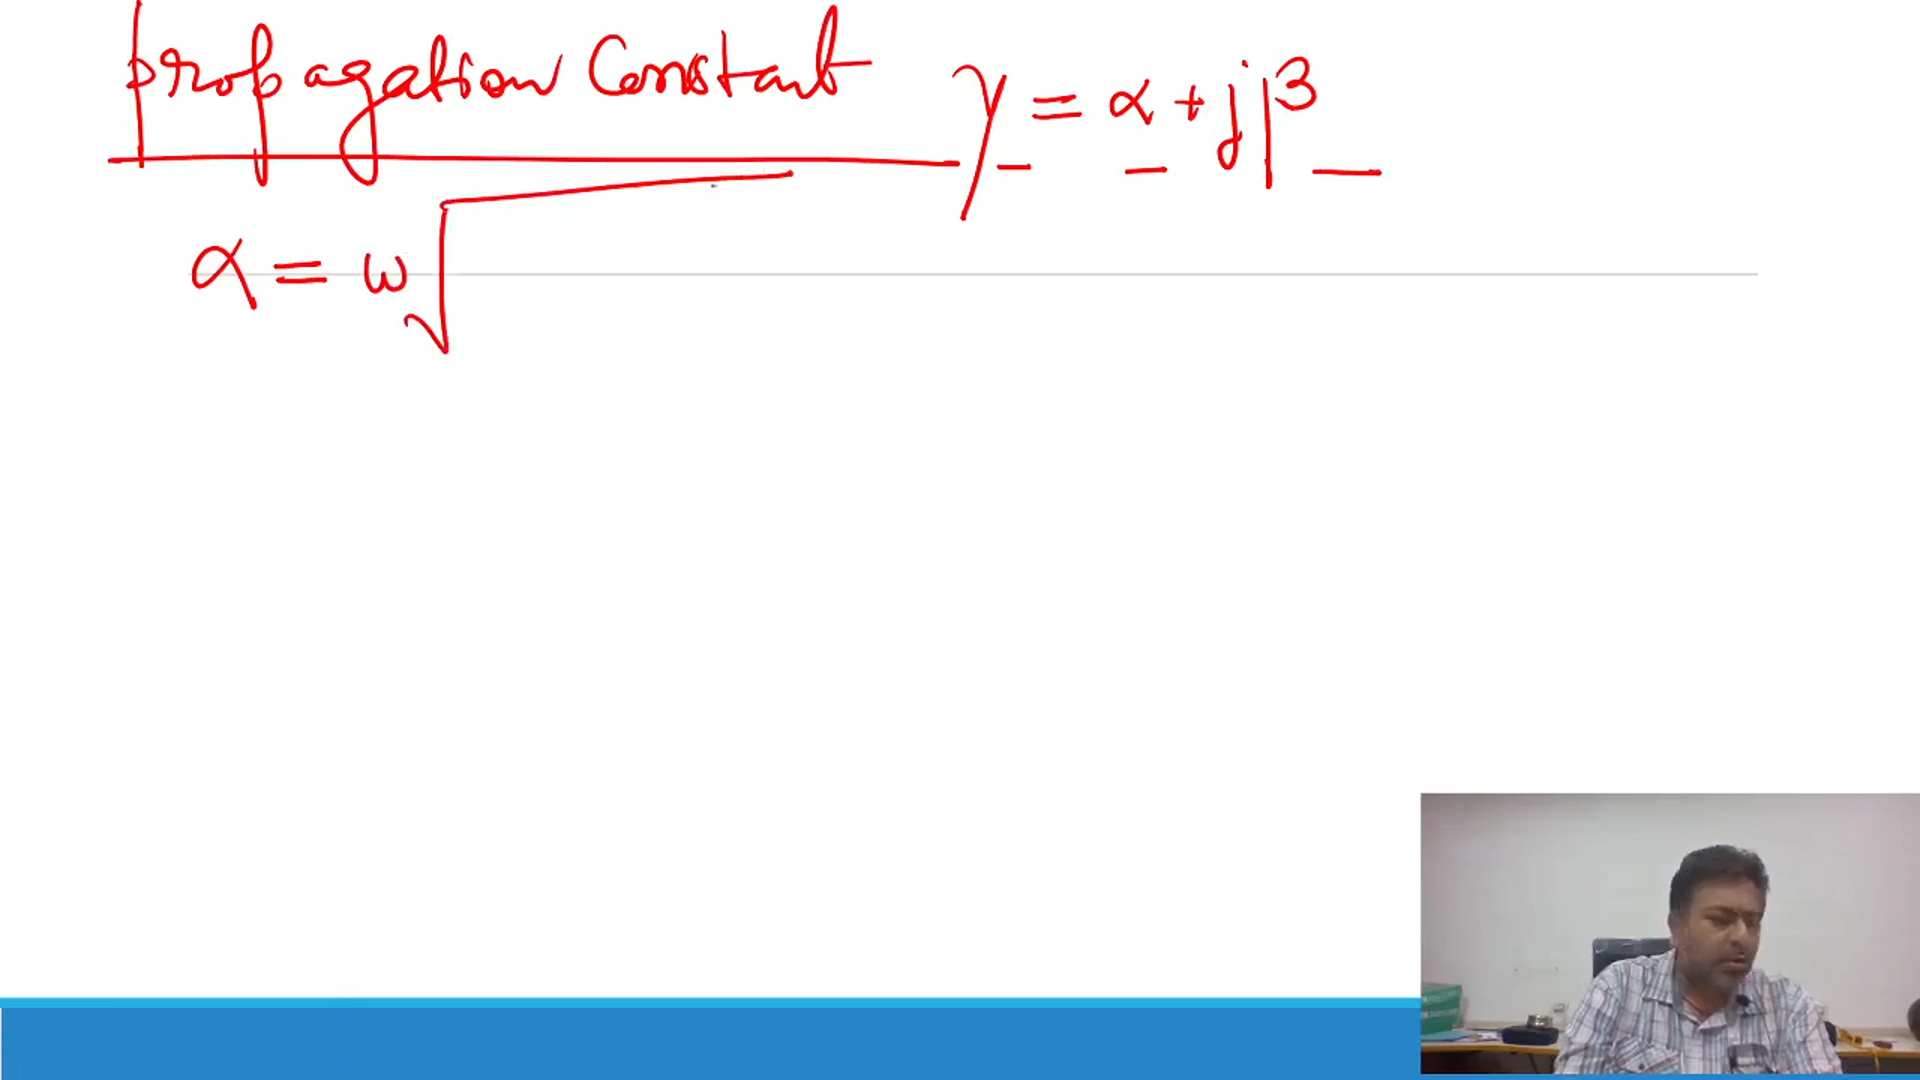 propagation Constant γ = α + jβ
α = ω√